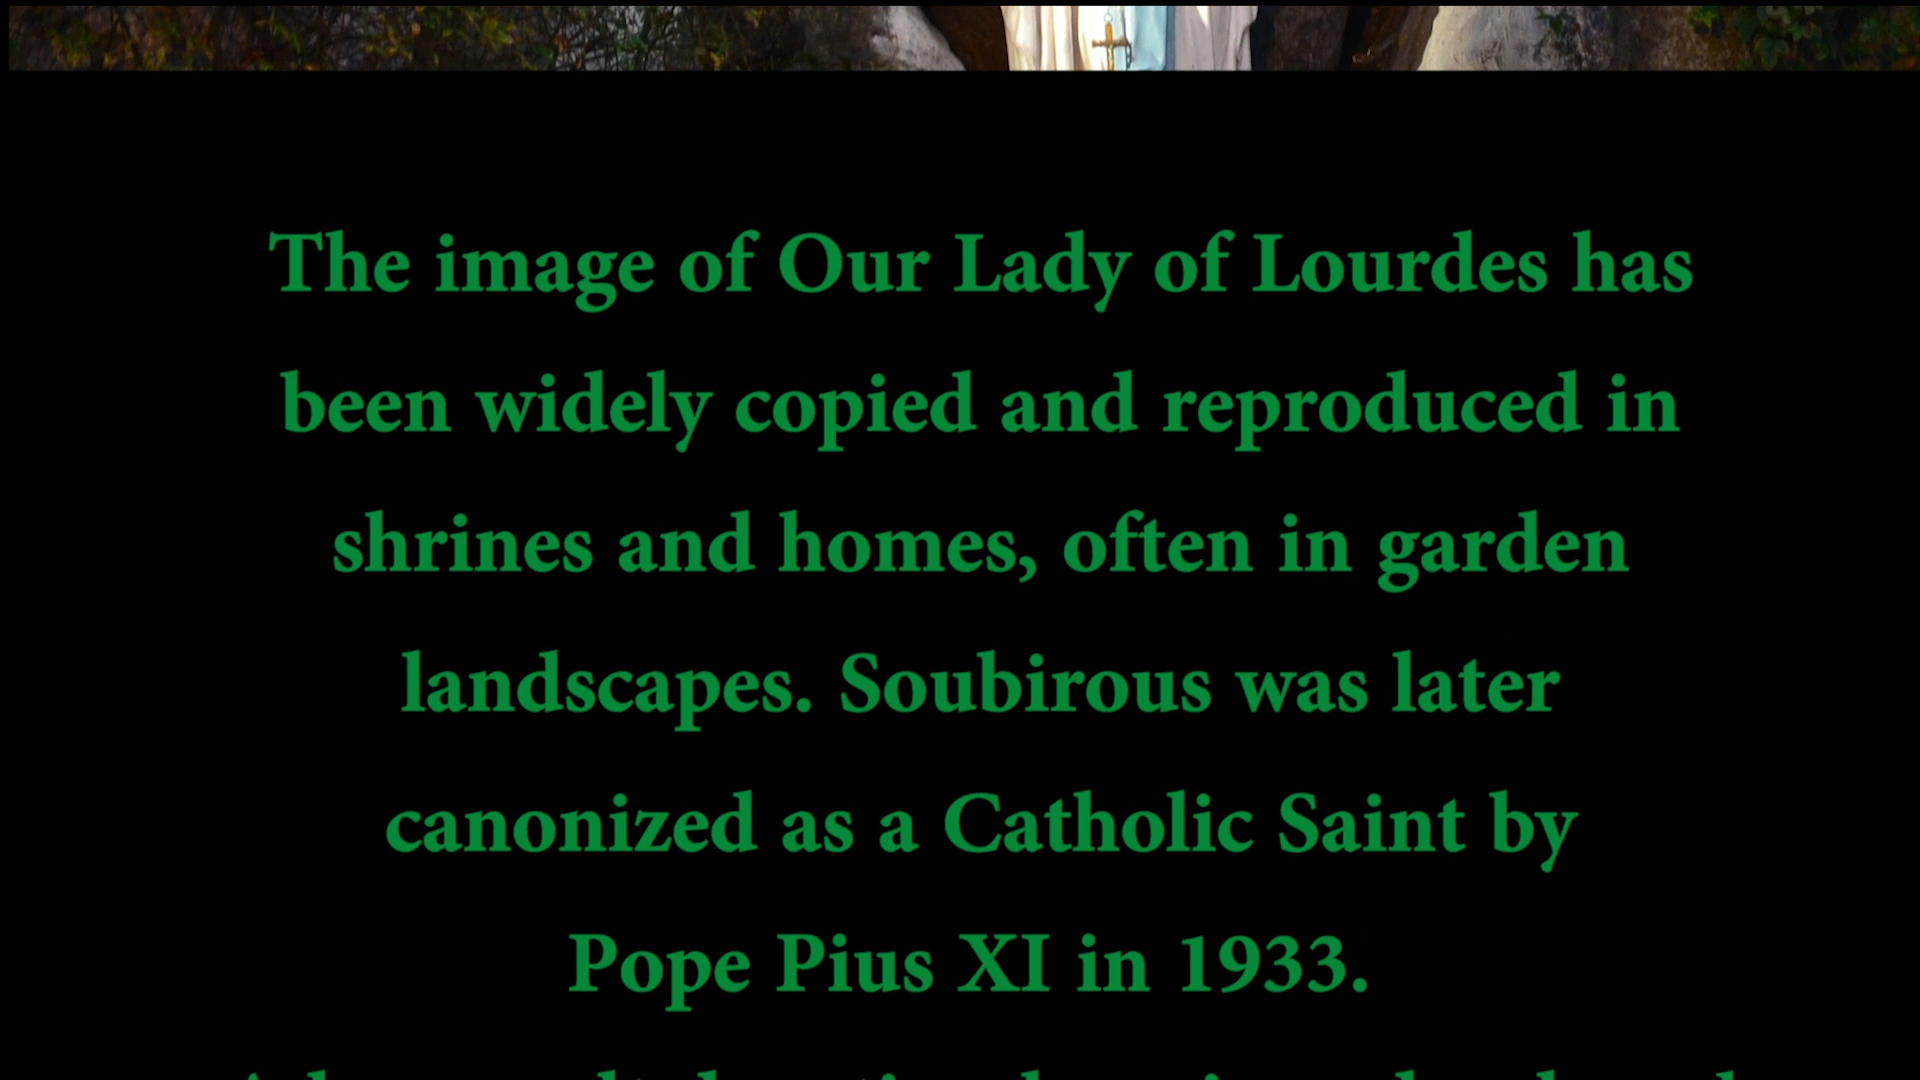 The image of Our Lady of Lourdes has
been widely copied and reproduced in
shrines and homes, often in garden
landscapes. Soubirous was later
canonized as a Catholic Saint by
Pope Pius XI in 1933.